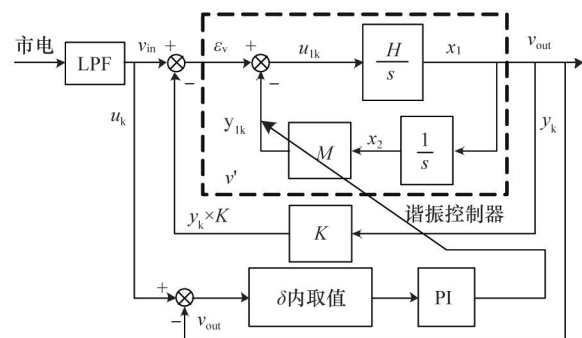 市电
LPF
v_in
+
−
ε_v
+
−
u_1k
H/s
x_1
v_out
u_k
y_1k
M
x_2
1/s
y_k
v'
谐振控制器
y_k×K
K
+
−
v_out
δ内取值
PI